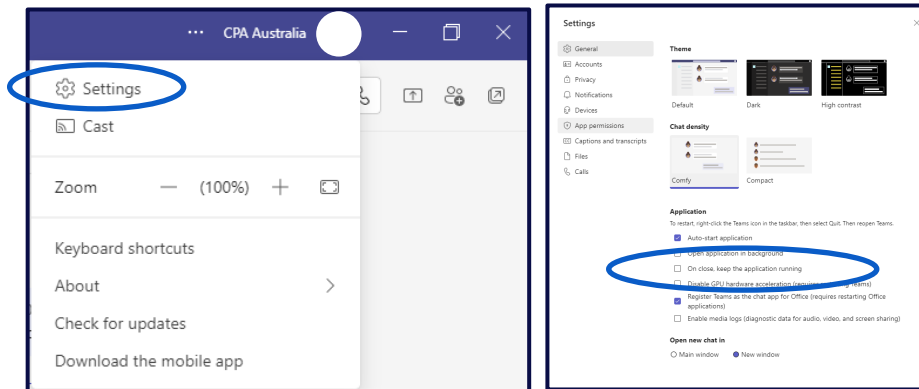 CPA Australia
Settings
Cast
Zoom (100%)
Keyboard shortcuts
About
Check for updates
Download the mobile app
Settings
General
Accounts
Privacy
Notifications
Devices
App permissions
Captions and transcripts
Files
Calls
Theme
Default Dark High contrast
Chat density
Comfy Compact
Application
To restart, right-click the Teams icon in the taskbar, then select Quit. Then reopen Teams.
Auto-start application
Open application in background
On close, keep the application running
Disable GPU hardware acceleration (requires restarting Teams)
Register Teams as the chat app for Office (requires restarting Office
applications)
Enable media logs (diagnostic data for audio, video, and screen sharing)
Open new chat in
Main window New window